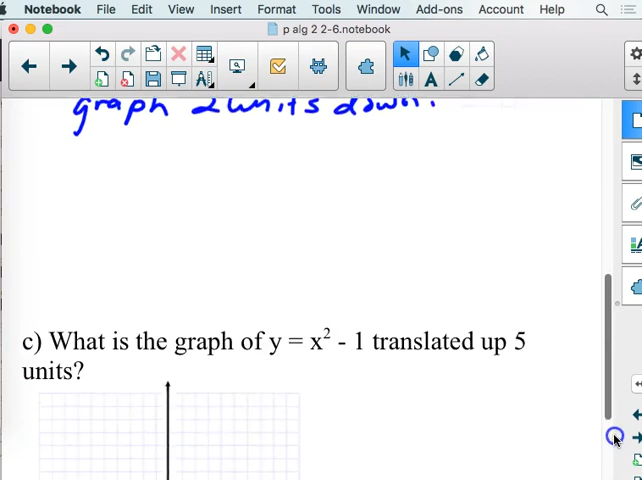 Notebook File Edit View Insert Format Tools Window Add-ons Account Help
p alg 2 2-6.notebook
graph 2 units down.
c) What is the graph of y = x² - 1 translated up 5
units?